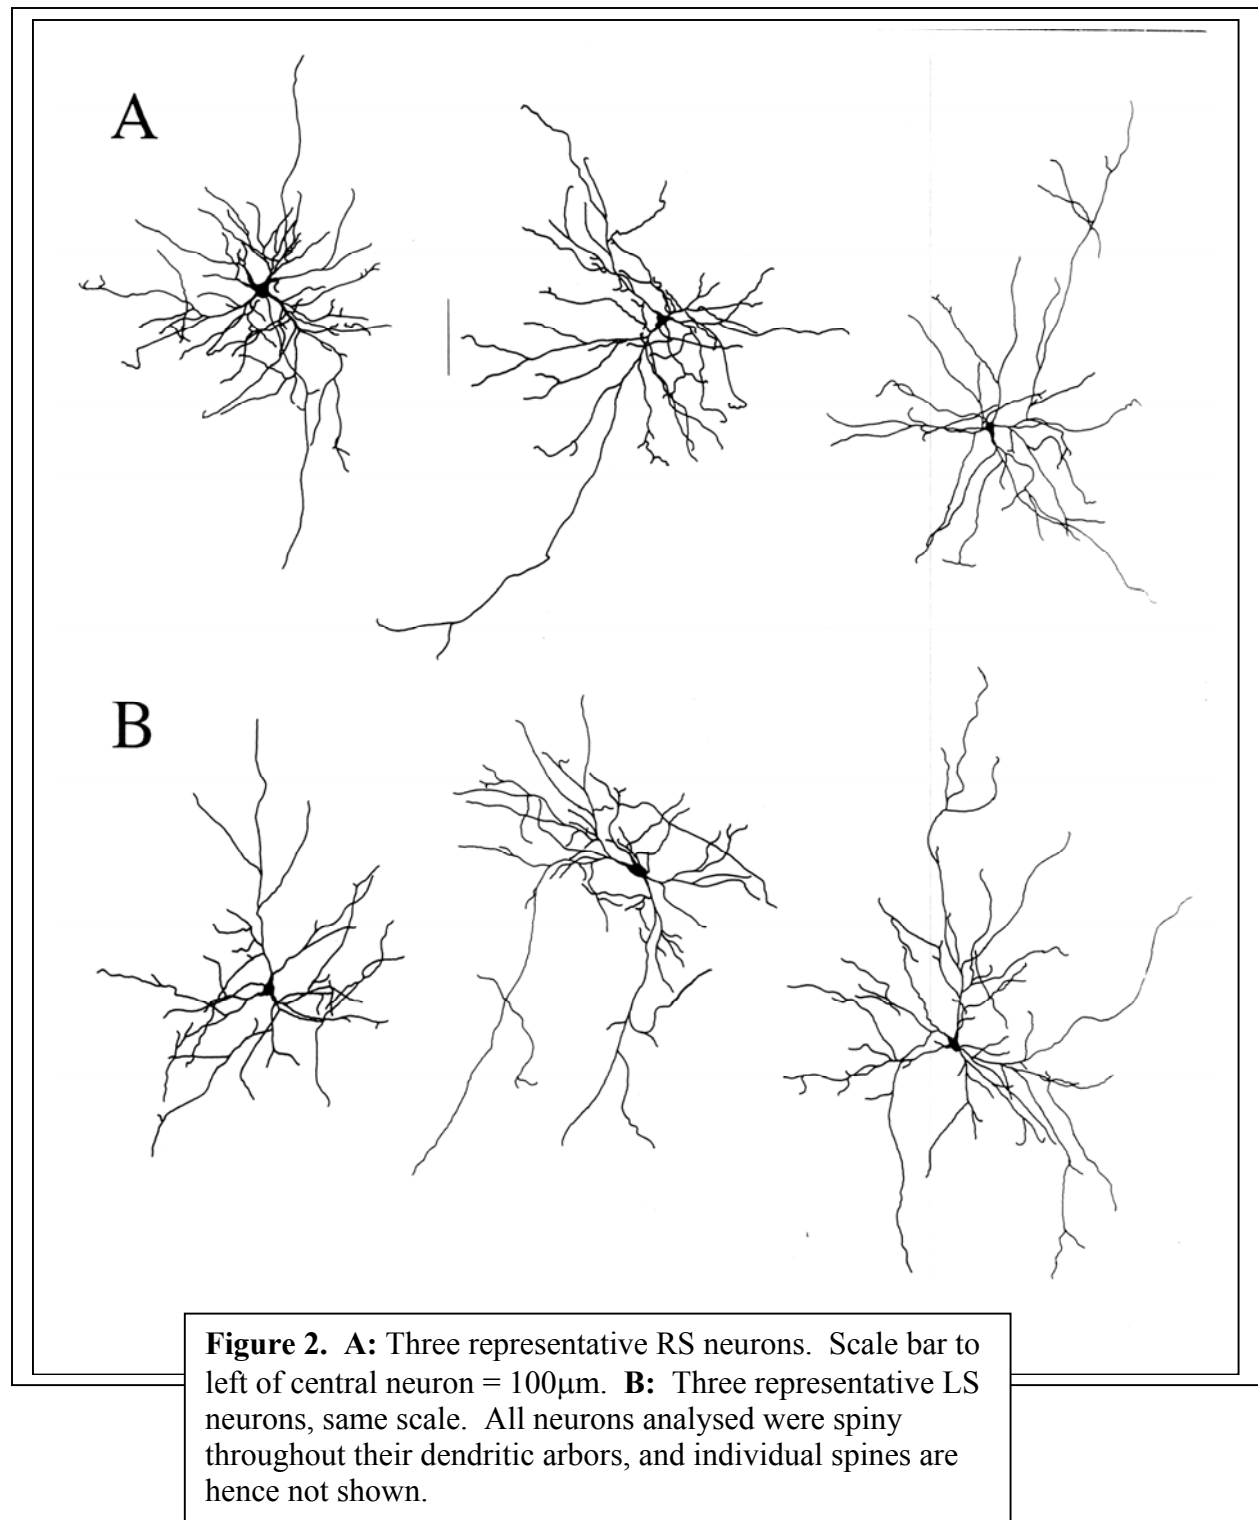 A
B
Figure 2. A: Three representative RS neurons. Scale bar to
left of central neuron = 100μm. B: Three representative LS
neurons, same scale. All neurons analysed were spiny
throughout their dendritic arbors, and individual spines are
hence not shown.